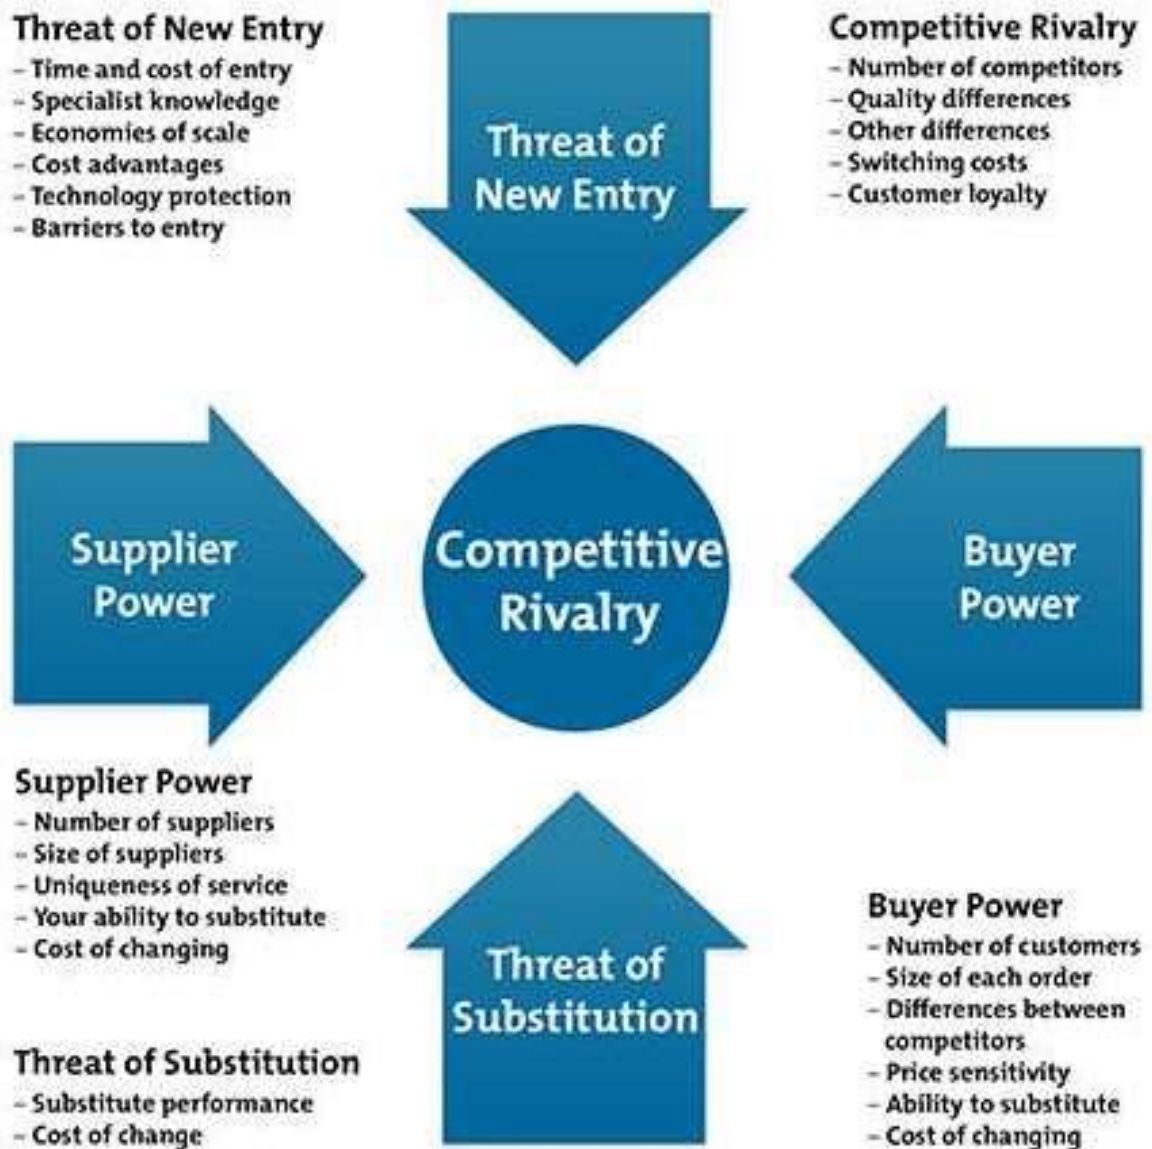 Threat of New Entry
– Time and cost of entry
– Specialist knowledge
– Economies of scale
– Cost advantages
– Technology protection
– Barriers to entry
Threat of
New Entry
Competitive Rivalry
– Number of competitors
– Quality differences
– Other differences
– Switching costs
– Customer loyalty
Supplier
Power
Competitive
Rivalry
Buyer
Power
Supplier Power
– Number of suppliers
– Size of suppliers
– Uniqueness of service
– Your ability to substitute
– Cost of changing
Threat of Substitution
– Substitute performance
– Cost of change
Threat of
Substitution
Buyer Power
– Number of customers
– Size of each order
– Differences between
competitors
– Price sensitivity
– Ability to substitute
– Cost of changing